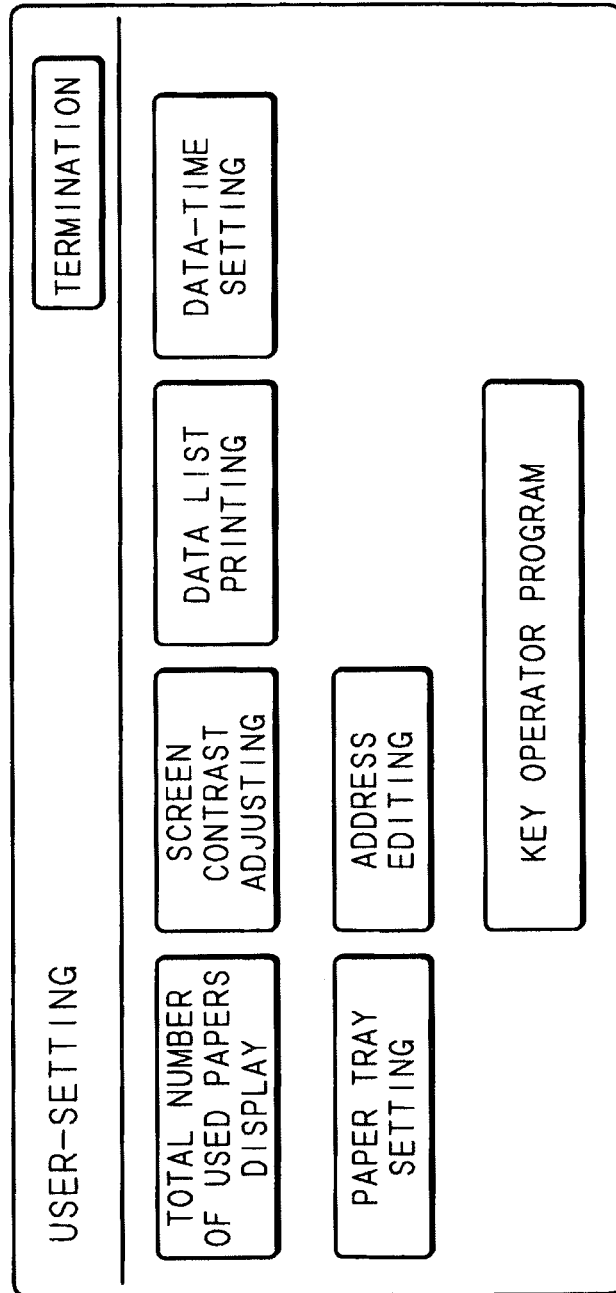 USER-SETTING
TERMINATION
TOTAL NUMBER
OF USED PAPERS
DISPLAY
SCREEN
CONTRAST
ADJUSTING
DATA LIST
PRINTING
DATA-TIME
SETTING
PAPER TRAY
SETTING
ADDRESS
EDITING
KEY OPERATOR PROGRAM